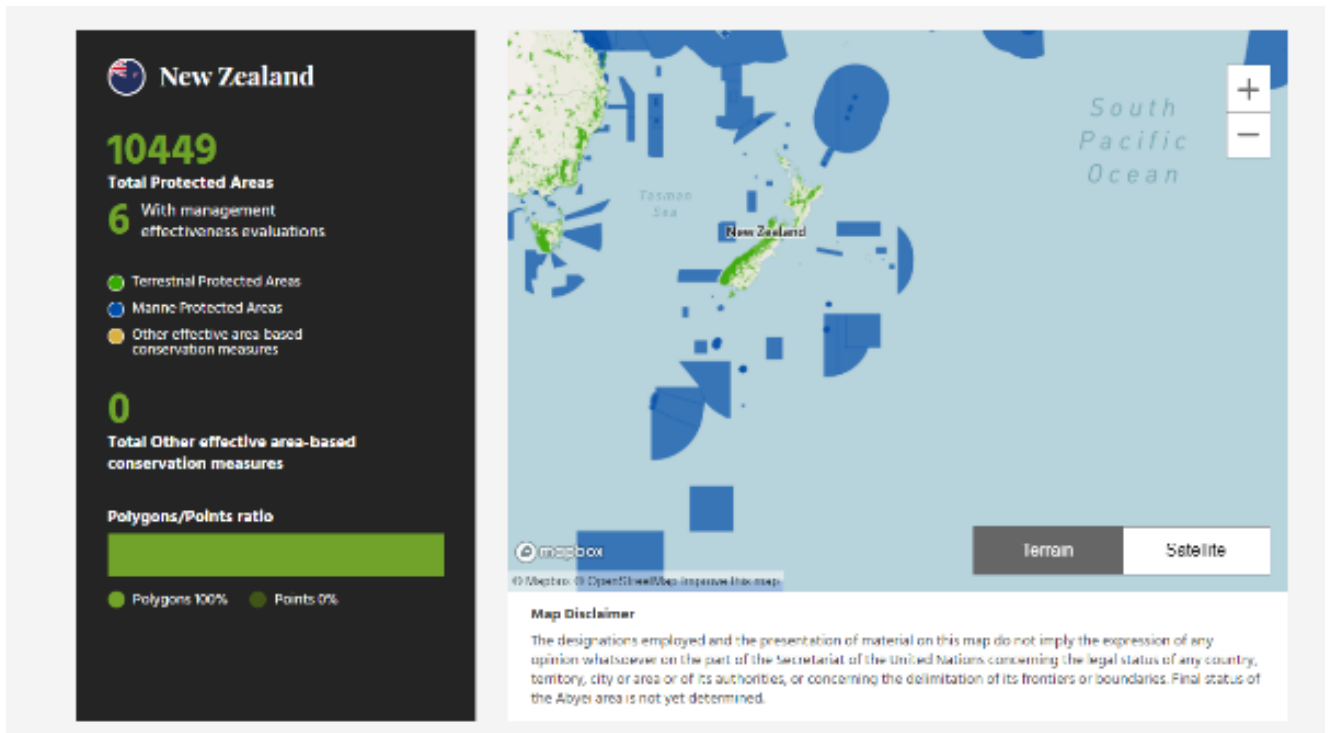 New Zealand
10449
Total Protected Areas
6 With management
effectiveness evaluations
Terrestrial Protected Areas
Marine Protected Areas
Other effective area-based
conservation measures
0
Total Other effective area-based
conservation measures
Polygons/Points ratio
Polygons 100% Points 0%
South
Pacific
Ocean
Tasman
Sea
New Zealand
+
−
mapbox
© Mapbox © OpenStreetMap Improve this map
Terrain Satellite
Map Disclaimer
The designations employed and the presentation of material on this map do not imply the expression of any
opinion whatsoever on the part of the Secretariat of the United Nations concerning the legal status of any country,
territory, city or area or of its authorities, or concerning the delimitation of its frontiers or boundaries. Final status of
the Abyei area is not yet determined.